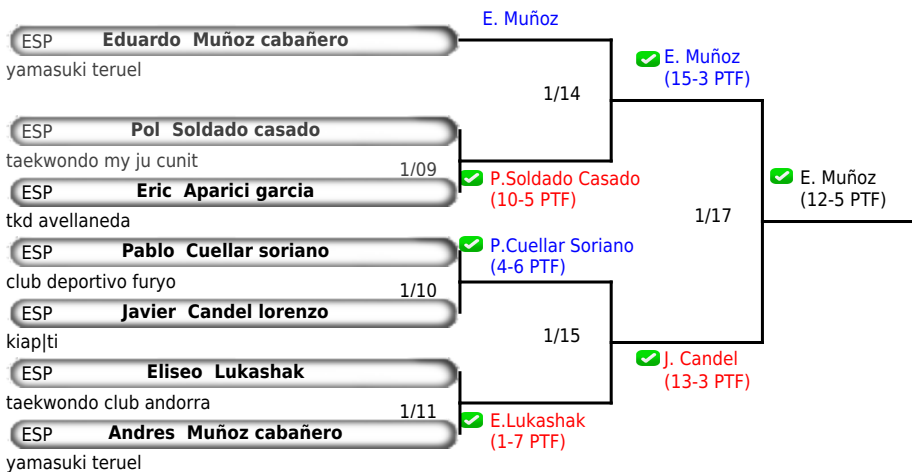 E. Muñoz
ESP Eduardo Muñoz cabañero
yamasuki teruel
E. Muñoz
(15-3 PTF)
1/14
ESP Pol Soldado casado
taekwondo my ju cunit
1/09
P.Soldado Casado
(10-5 PTF)
ESP Eric Aparici garcia
tkd avellaneda
E. Muñoz
(12-5 PTF)
1/17
ESP Pablo Cuellar soriano
club deportivo furyo
P.Cuellar Soriano
(4-6 PTF)
1/10
ESP Javier Candel lorenzo
kiap|ti
1/15
J. Candel
(13-3 PTF)
ESP Eliseo Lukashak
taekwondo club andorra
1/11
E.Lukashak
(1-7 PTF)
ESP Andres Muñoz cabañero
yamasuki teruel